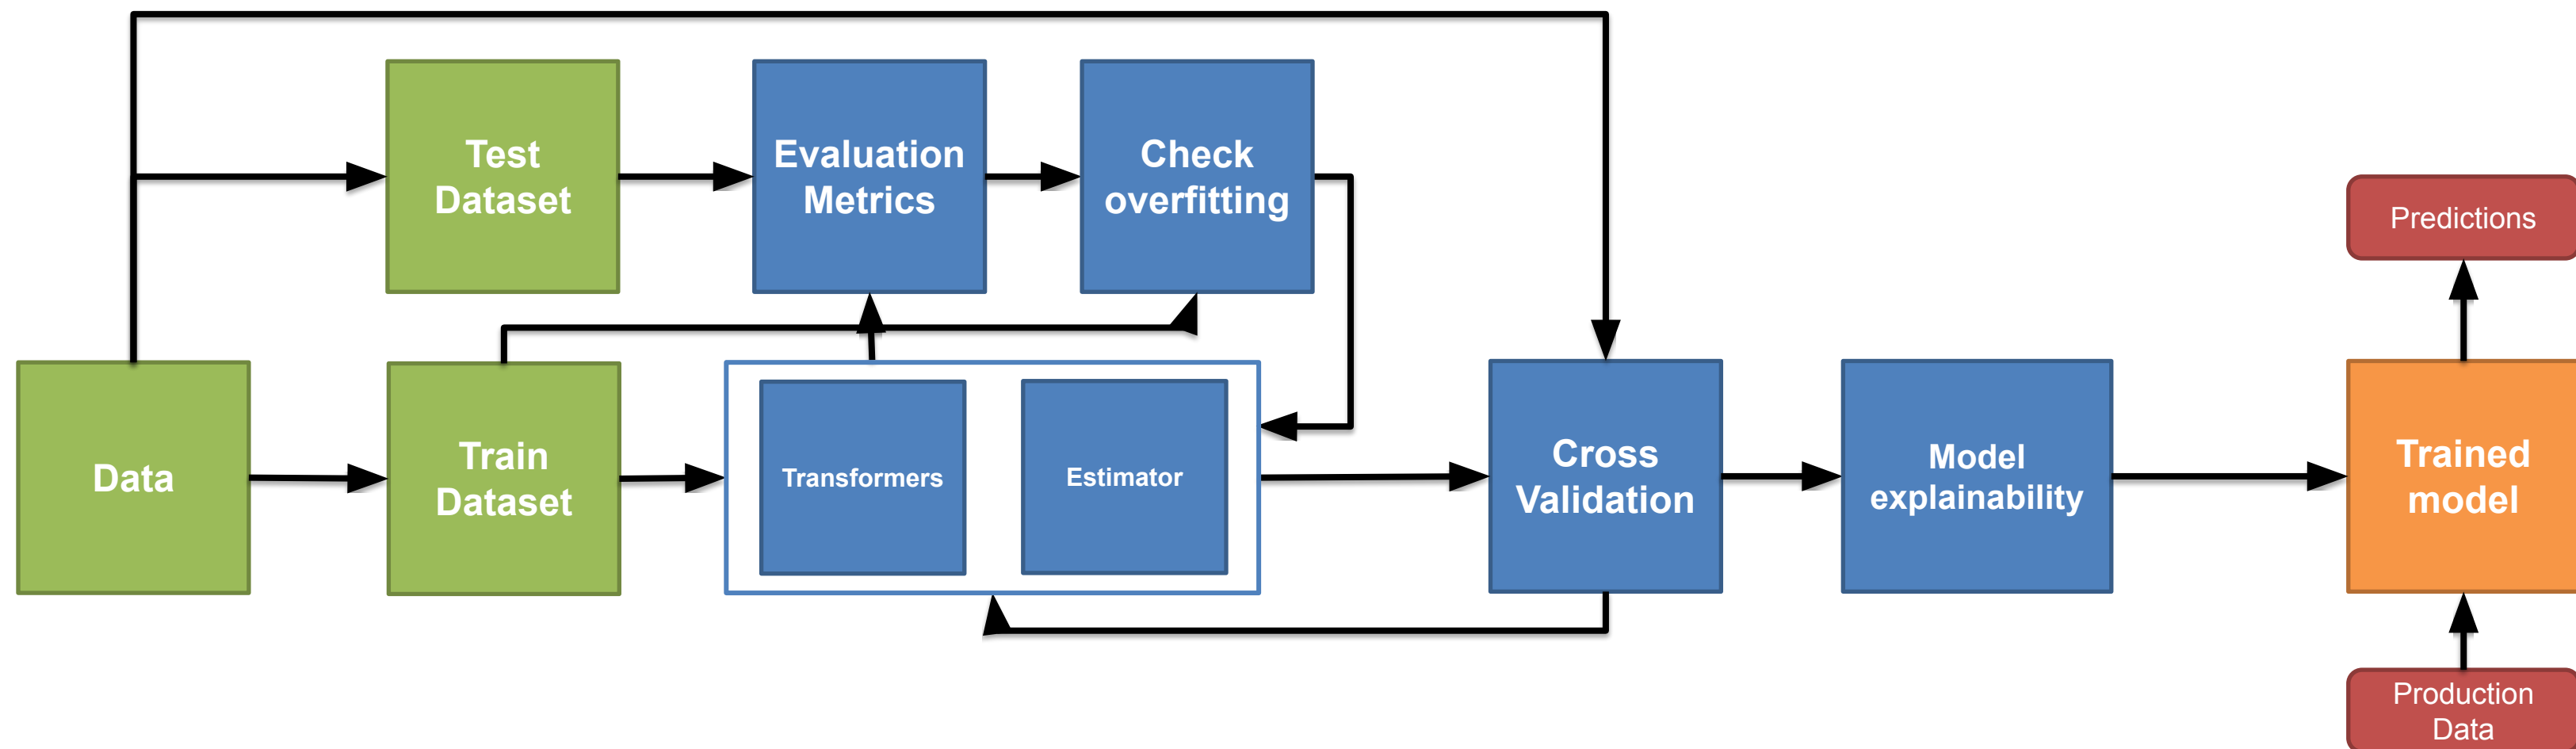 Test
Dataset
Evaluation
Metrics
Check
overfitting
Predictions
Data
Train
Dataset
Transformers
Estimator
Cross
Validation
Model
explainability
Trained
model
Production
Data